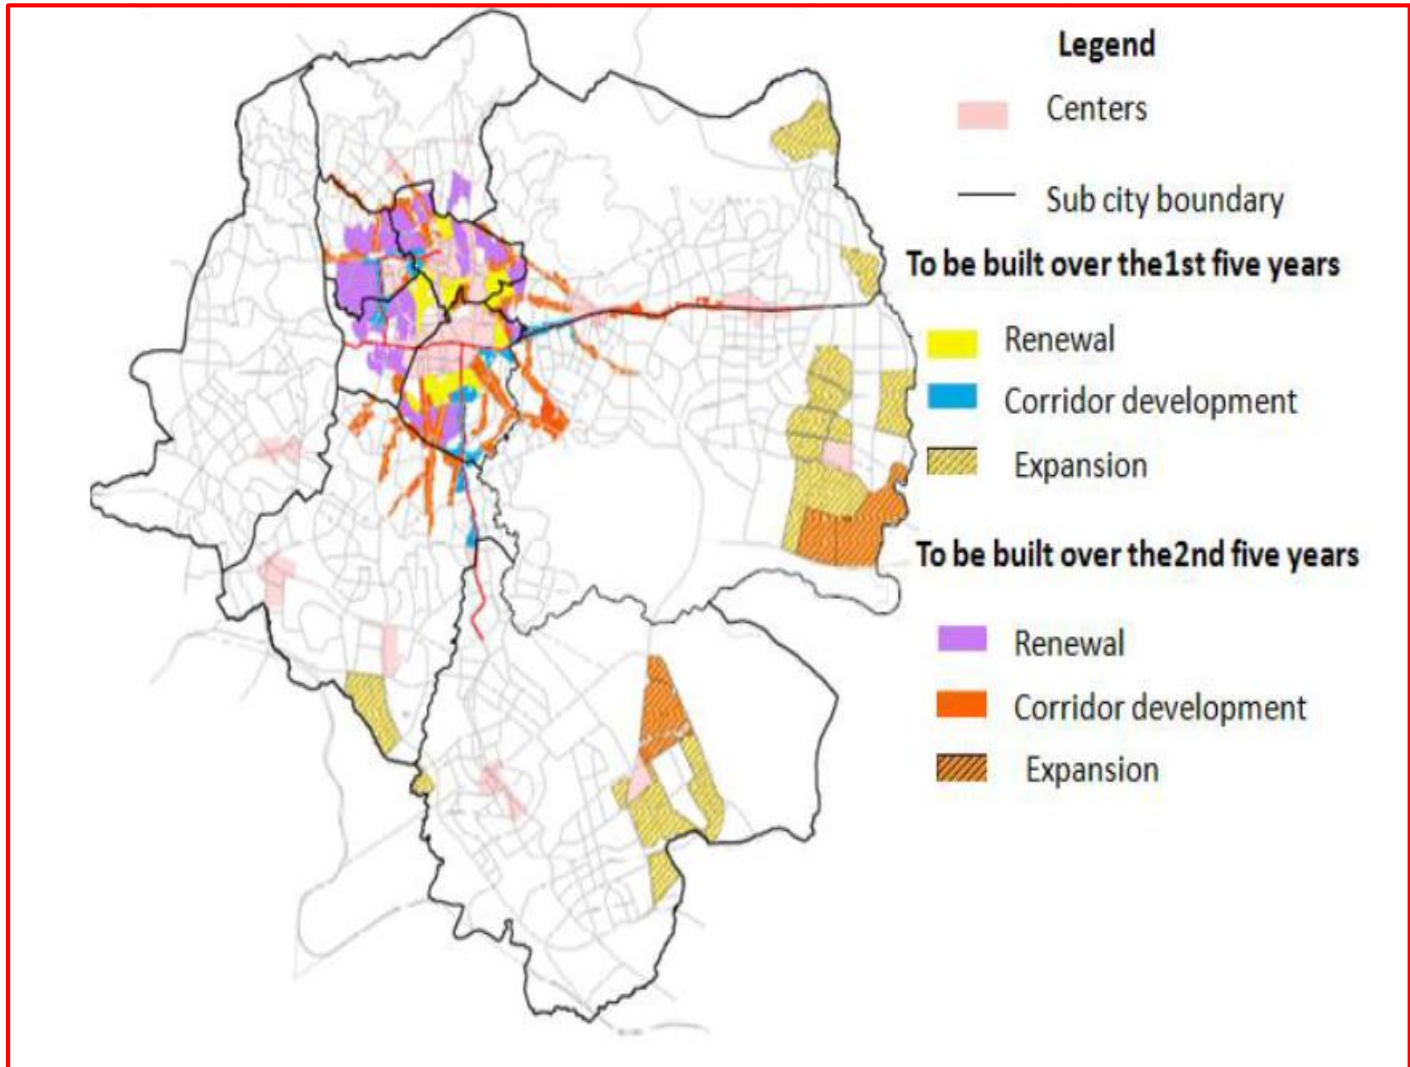 Legend
Centers
Sub city boundary
To be built over the1st five years
Renewal
Corridor development
Expansion
To be built over the2nd five years
Renewal
Corridor development
Expansion